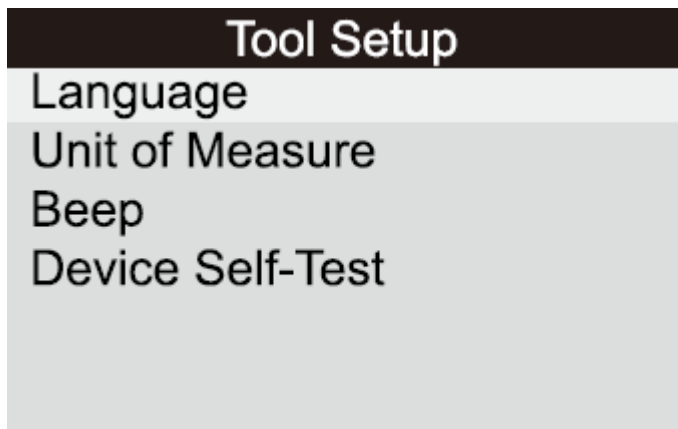 Tool Setup
Language
Unit of Measure
Beep
Device Self-Test